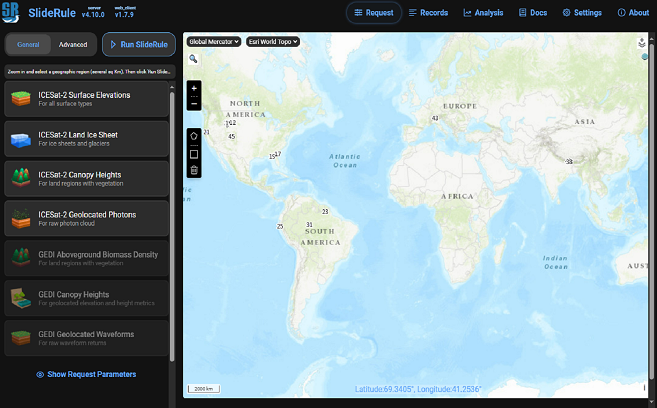 SR SlideRule
server v4.10.0
web_client v1.7.9
Request
Records
Analysis
Docs
Settings
About
General
Advanced
Run SlideRule
Zoom in and select a geographic region (several sq Km). Then click 'Run Slide...
ICESat-2 Surface Elevations
For all surface types
ICESat-2 Land Ice Sheet
For ice sheets and glaciers
ICESat-2 Canopy Heights
For land regions with vegetation
ICESat-2 Geolocated Photons
For raw photon cloud
GEDI Aboveground Biomass Density
For land regions with vegetation
GEDI Canopy Heights
For geolocated elevation and height metrics
GEDI Geolocated Waveforms
For raw waveform returns
Show Request Parameters
Global Mercator
Esri World Topo
+
−
NORTH
AMERICA
EUROPE
ASIA
Atlantic
Ocean
AFRICA
SOUTH
AMERICA
Indian
Ocean
AUST
21
12
45
17
43
33
23
25
31
2000 km
Latitude:69.3405°, Longitude:41.2536°